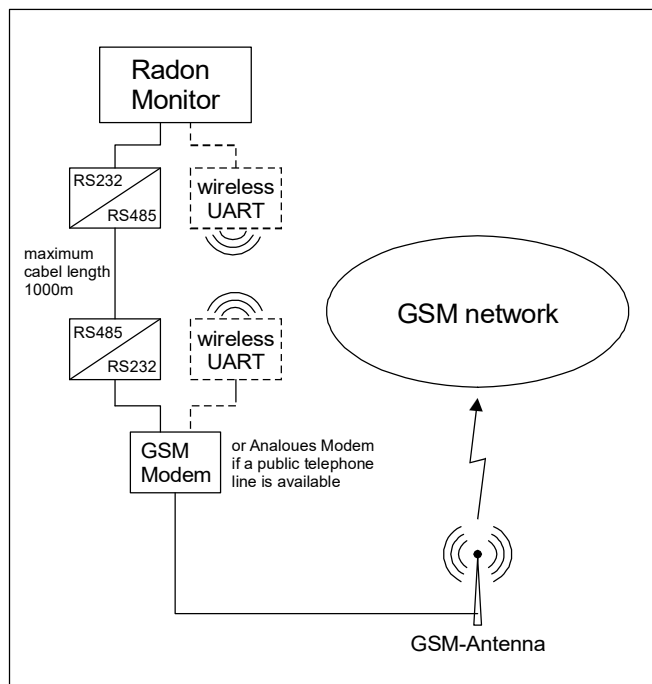 Radon
Monitor
RS232
RS485
wireless
UART
maximum
cabel length
1000m
RS485
RS232
wireless
UART
GSM network
GSM
Modem
or Analoues Modem
if a public telephone
line is available
GSM-Antenna